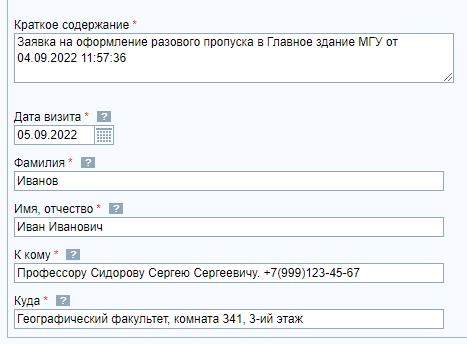 Краткое содержание *
Заявка на оформление разового пропуска в Главное здание МГУ от
04.09.2022 11:57:36
Дата визита * ?
05.09.2022
Фамилия * ?
Иванов
Имя, отчество * ?
Иван Иванович
К кому * ?
Профессору Сидорову Сергею Сергеевичу. +7(999)123-45-67
Куда * ?
Географический факультет, комната 341, 3-ий этаж